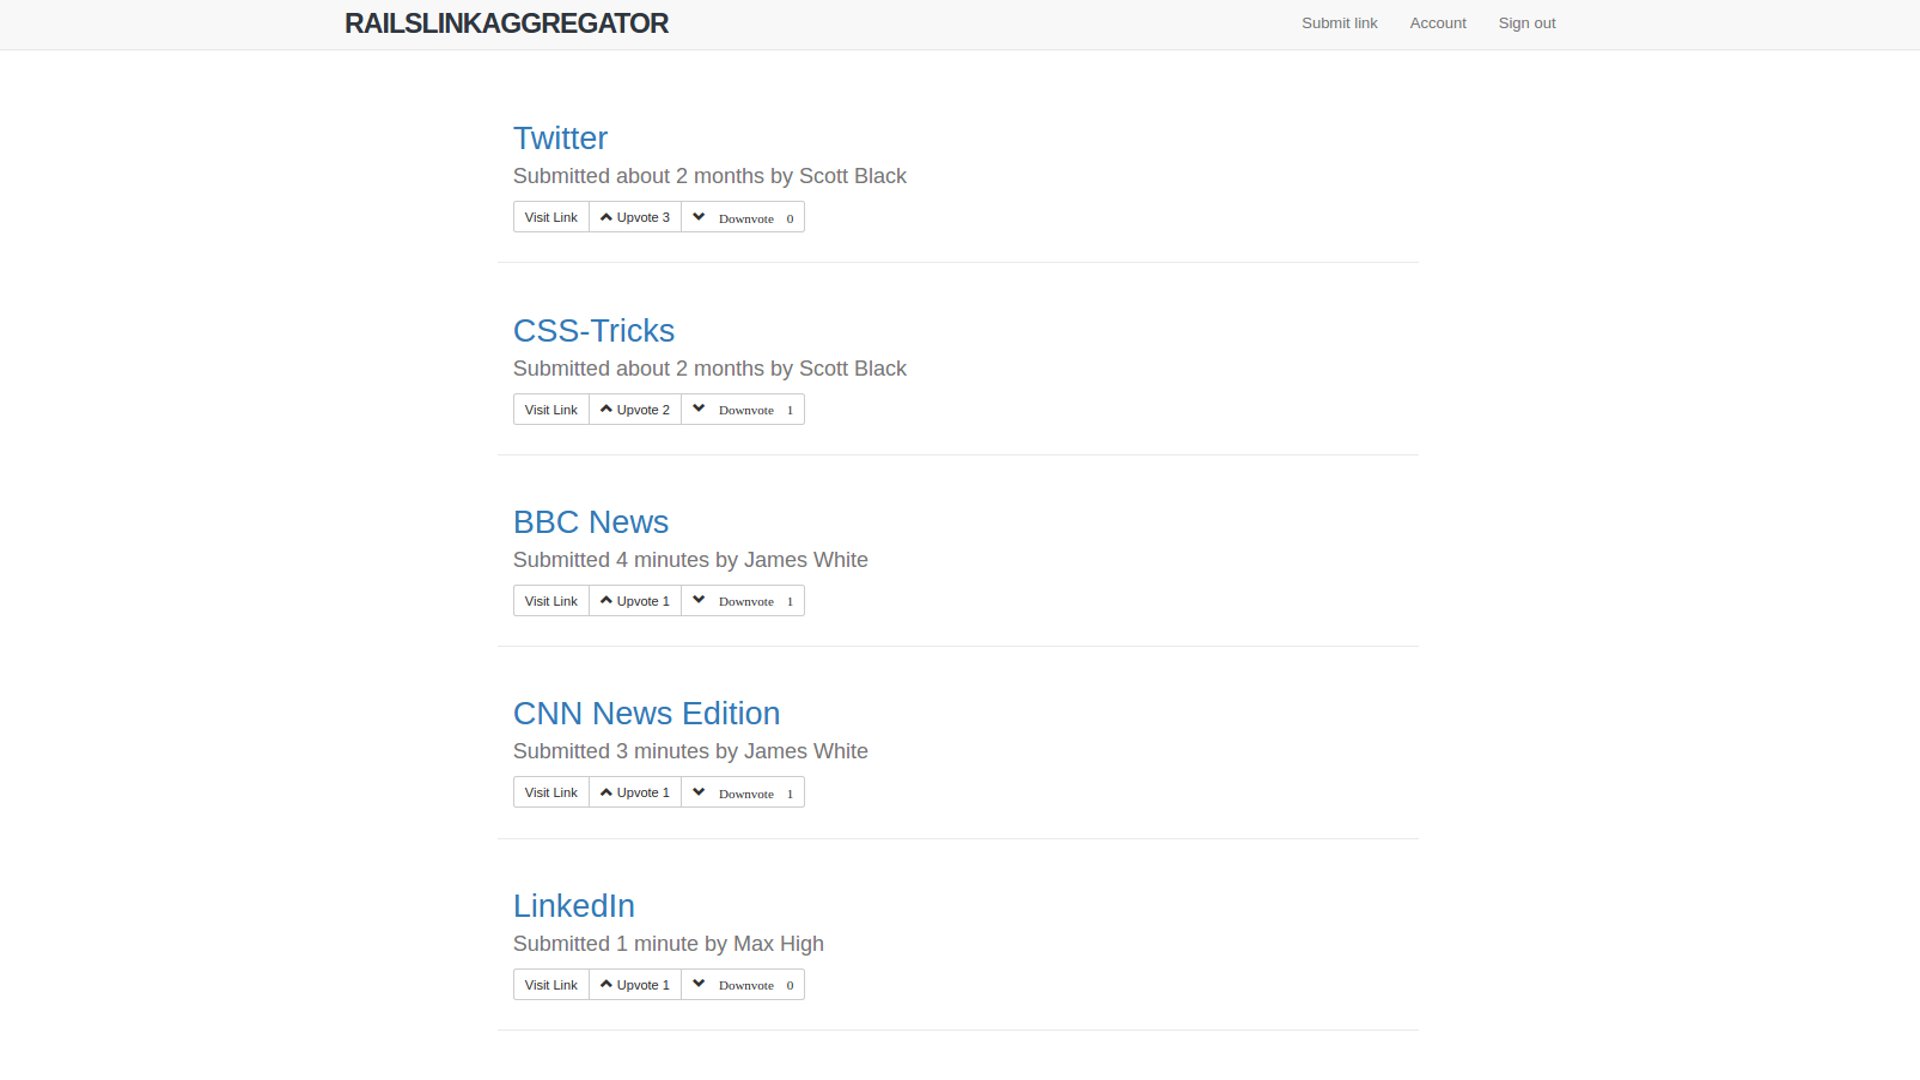 RAILSLINKAGGREGATOR Submit link Account Sign out
Twitter
Submitted about 2 months by Scott Black
Visit Link Upvote 3 Downvote 0
CSS-Tricks
Submitted about 2 months by Scott Black
Visit Link Upvote 2 Downvote 1
BBC News
Submitted 4 minutes by James White
Visit Link Upvote 1 Downvote 1
CNN News Edition
Submitted 3 minutes by James White
Visit Link Upvote 1 Downvote 1
LinkedIn
Submitted 1 minute by Max High
Visit Link Upvote 1 Downvote 0